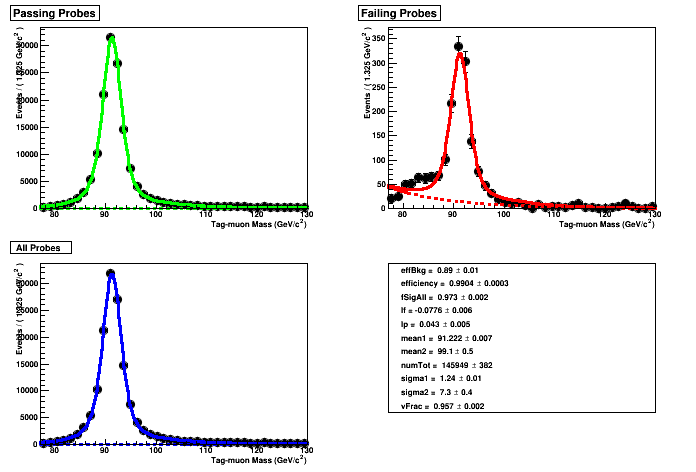 Passing Probes
Events / ( 1.325 GeV/c² )
30000
25000
20000
15000
10000
5000
0
80 90 100 110 120 130
Tag-muon Mass (GeV/c²)
Failing Probes
Events / ( 1.325 GeV/c² )
350
300
250
200
150
100
50
0
80 90 100 110 120 130
Tag-muon Mass (GeV/c²)
All Probes
Events / ( 1.325 GeV/c² )
30000
25000
20000
15000
10000
5000
0
80 90 100 110 120 130
Tag-muon Mass (GeV/c²)
effBkg = 0.89 ± 0.01
efficiency = 0.9904 ± 0.0003
fSigAll = 0.973 ± 0.002
lf = -0.0776 ± 0.006
lp = 0.043 ± 0.005
mean1 = 91.222 ± 0.007
mean2 = 99.1 ± 0.5
numTot = 145949 ± 382
sigma1 = 1.24 ± 0.01
sigma2 = 7.3 ± 0.4
vFrac = 0.957 ± 0.002